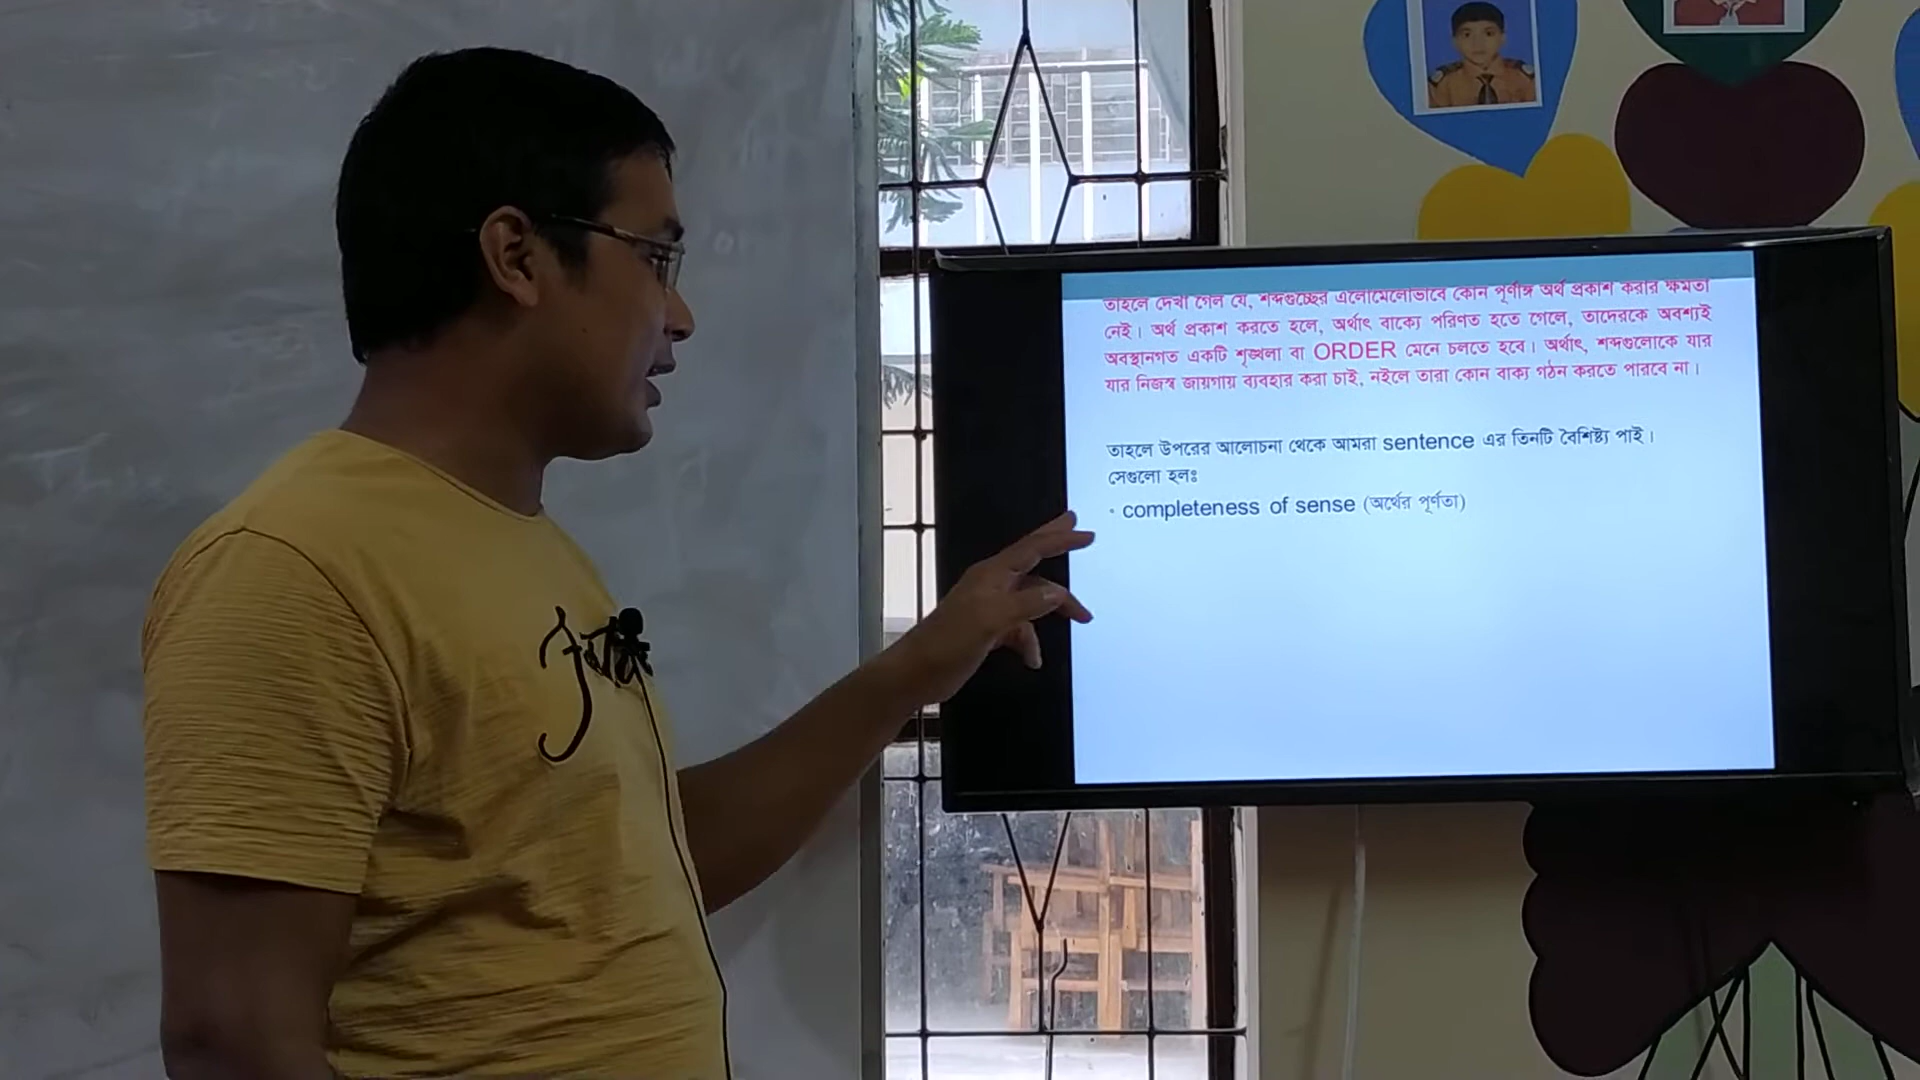 তাহলে দেখা গেল যে, শব্দগুচ্ছের এলোমেলোভাবে কোন পূর্ণাঙ্গ অর্থ প্রকাশ করার ক্ষমতা
নেই। অর্থ প্রকাশ করতে হলে, অর্থাৎ বাক্যে পরিণত হতে গেলে, তাদেরকে অবশ্যই
অবস্থানগত একটি শৃঙ্খলা বা ORDER মেনে চলতে হবে। অর্থাৎ, শব্দগুলোকে যার
যার নিজস্ব জায়গায় ব্যবহার করা চাই, নইলে তারা কোন বাক্য গঠন করতে পারবে না।
তাহলে উপরের আলোচনা থেকে আমরা sentence এর তিনটি বৈশিষ্ট্য পাই।
সেগুলো হলঃ
• completeness of sense (অর্থের পূর্ণতা)